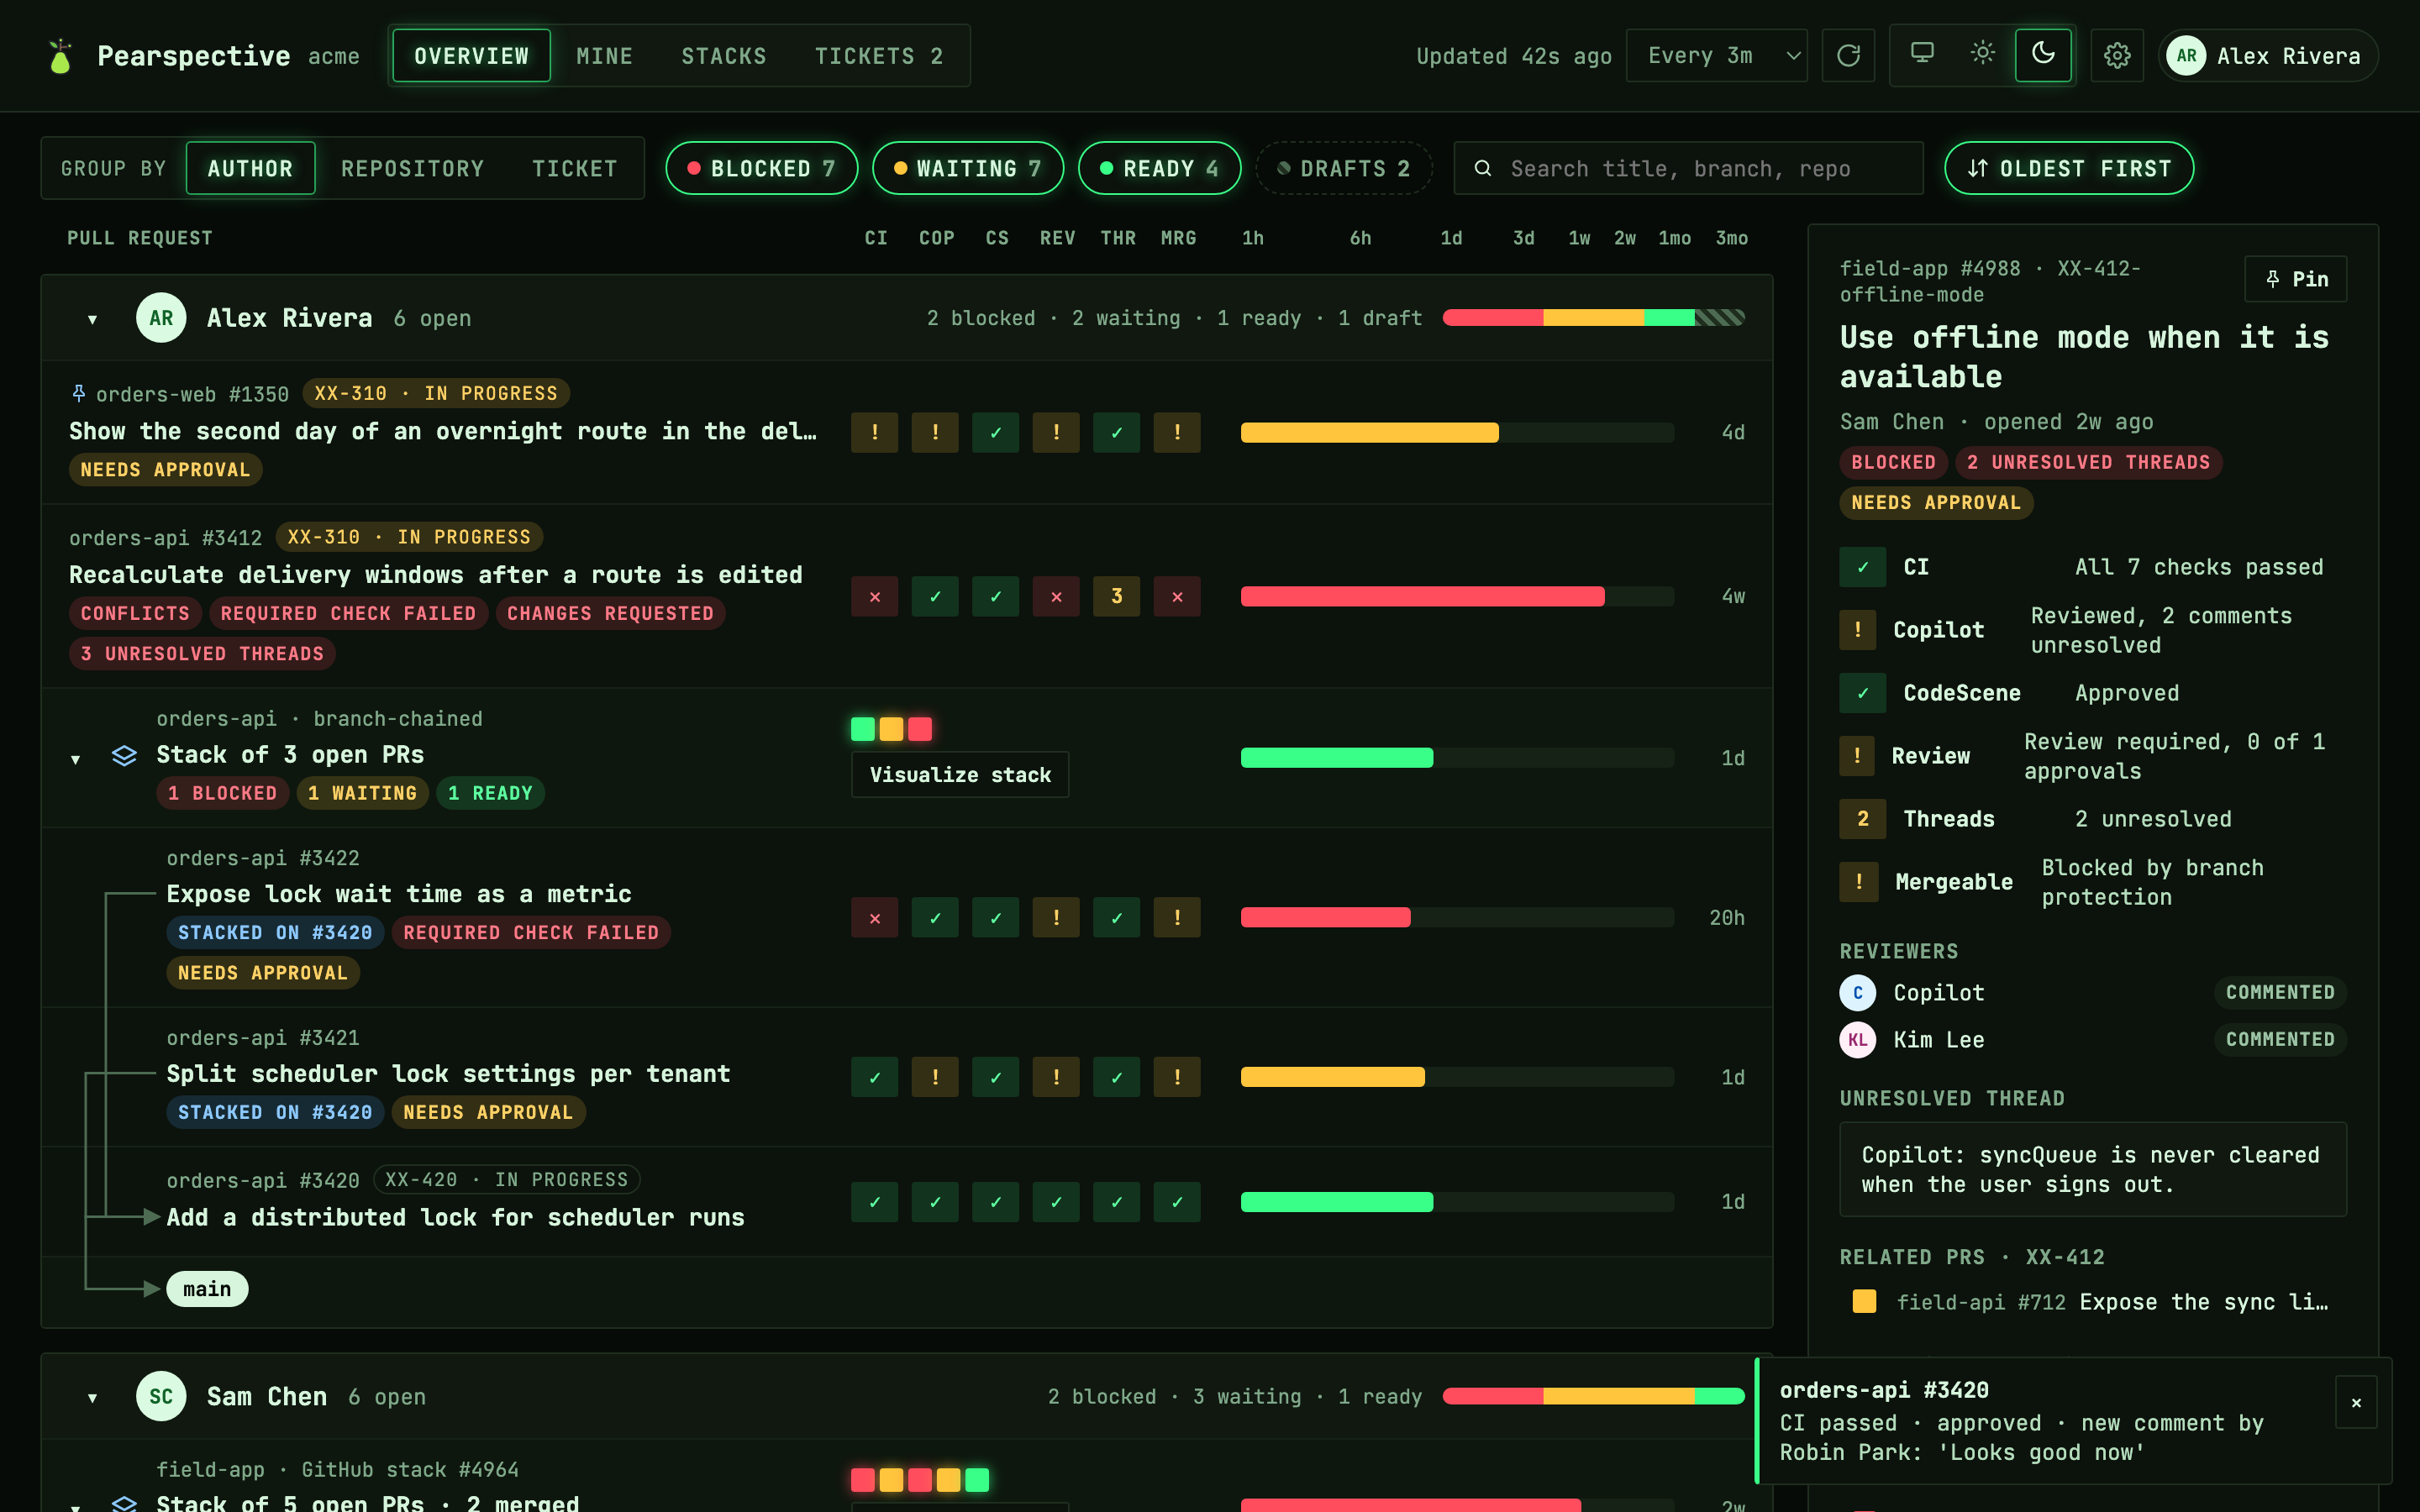 Pearspective acme OVERVIEW MINE STACKS TICKETS 2 Updated 42s ago Every 3m AR Alex Rivera
GROUP BY AUTHOR REPOSITORY TICKET BLOCKED 7 WAITING 7 READY 4 DRAFTS 2 Search title, branch, repo OLDEST FIRST
PULL REQUEST CI COP CS REV THR MRG 1h 6h 1d 3d 1w 2w 1mo 3mo
AR Alex Rivera 6 open 2 blocked · 2 waiting · 1 ready · 1 draft
orders-web #1350 XX-310 · IN PROGRESS
Show the second day of an overnight route in the del… ! ! ✓ ! ✓ ! 4d
NEEDS APPROVAL
orders-api #3412 XX-310 · IN PROGRESS
Recalculate delivery windows after a route is edited × ✓ ✓ × 3 × 4w
CONFLICTS REQUIRED CHECK FAILED CHANGES REQUESTED
3 UNRESOLVED THREADS
orders-api · branch-chained
Stack of 3 open PRs 1d
1 BLOCKED 1 WAITING 1 READY
Visualize stack
orders-api #3422
Expose lock wait time as a metric × ✓ ✓ ! ✓ ! 20h
STACKED ON #3420 REQUIRED CHECK FAILED
NEEDS APPROVAL
orders-api #3421
Split scheduler lock settings per tenant ✓ ! ✓ ! ✓ ! 1d
STACKED ON #3420 NEEDS APPROVAL
orders-api #3420 XX-420 · IN PROGRESS
Add a distributed lock for scheduler runs ✓ ✓ ✓ ✓ ✓ ✓ 1d
main
SC Sam Chen 6 open 2 blocked · 3 waiting · 1 ready
field-app · GitHub stack #4964
Stack of 5 open PRs · 2 merged 2w
field-app #4988 · XX-412-
offline-mode
Pin
Use offline mode when it is
available
Sam Chen · opened 2w ago
BLOCKED 2 UNRESOLVED THREADS
NEEDS APPROVAL
✓ CI All 7 checks passed
! Copilot Reviewed, 2 comments
unresolved
✓ CodeScene Approved
! Review Review required, 0 of 1
approvals
2 Threads 2 unresolved
! Mergeable Blocked by branch
protection
REVIEWERS
C Copilot COMMENTED
KL Kim Lee COMMENTED
UNRESOLVED THREAD
Copilot: syncQueue is never cleared
when the user signs out.
RELATED PRS · XX-412
field-api #712 Expose the sync li…
orders-api #3420 ×
CI passed · approved · new comment by
Robin Park: 'Looks good now'